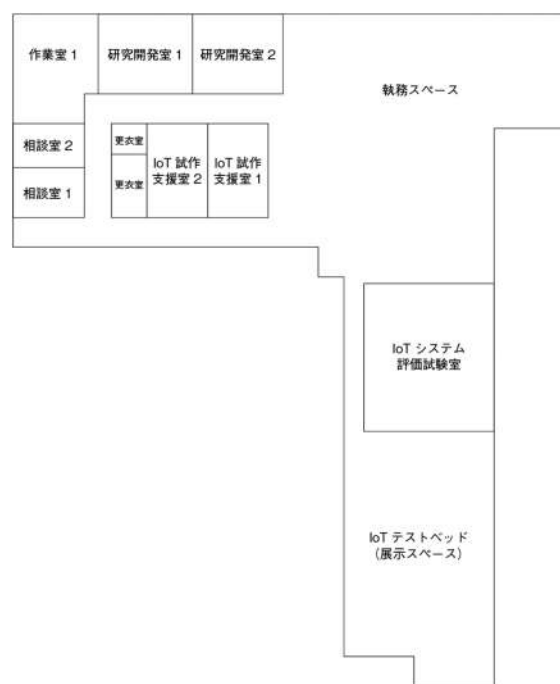 作業室 1
研究開発室 1
研究開発室 2
執務スペース
相談室 2
相談室 1
更衣室
更衣室
IoT 試作
支援室 2
IoT 試作
支援室 1
IoT システム
評価試験室
IoT テストベッド
（展示スペース）